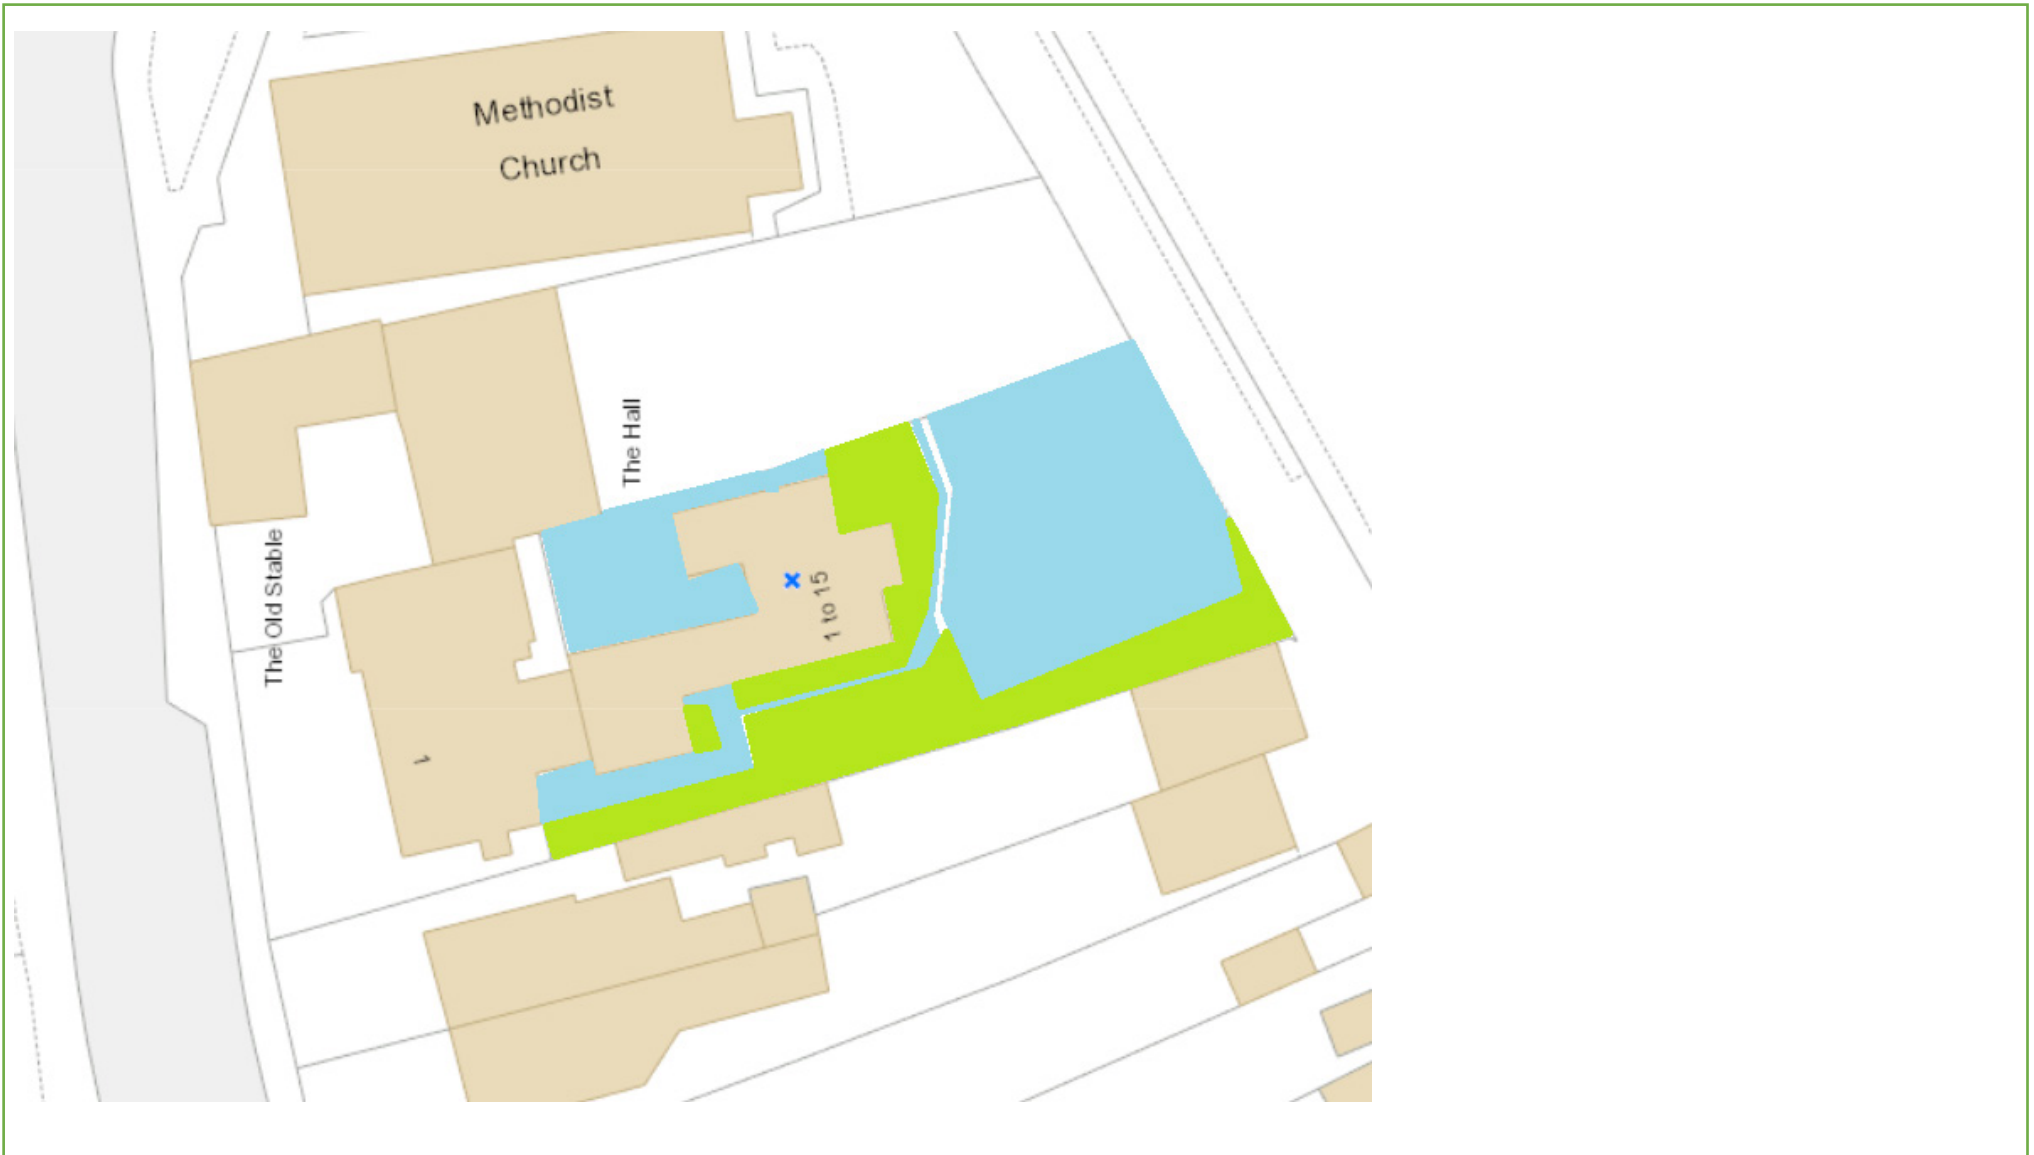 Methodist
Church
The Hall
The Old Stable
1 to 15
1